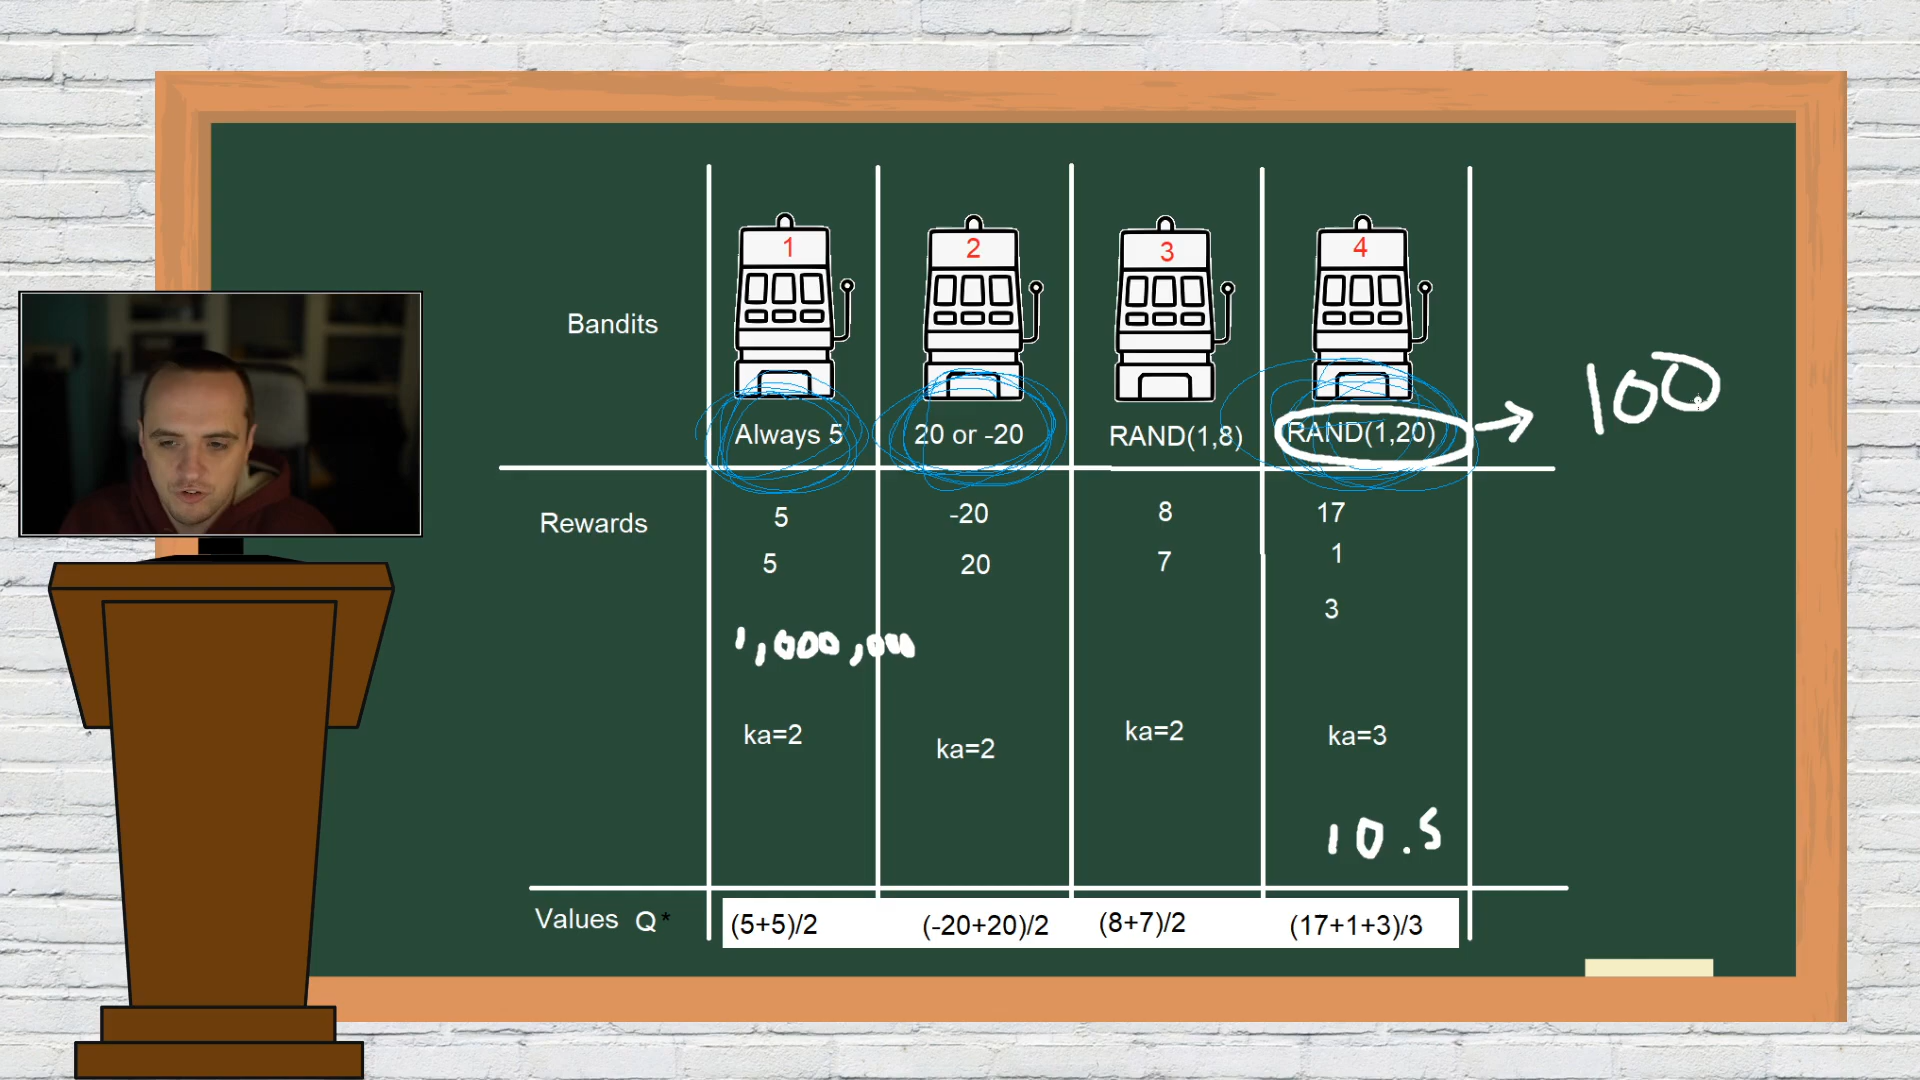 1 2 3 4
Bandits
Always 5 20 or -20 RAND(1,8) RAND(1,20) → 100
Rewards 5 -20 8 17
5 20 7 1
3
1,000,000
ka=2 ka=2 ka=2 ka=3
10.5
Values Q* (5+5)/2 (-20+20)/2 (8+7)/2 (17+1+3)/3